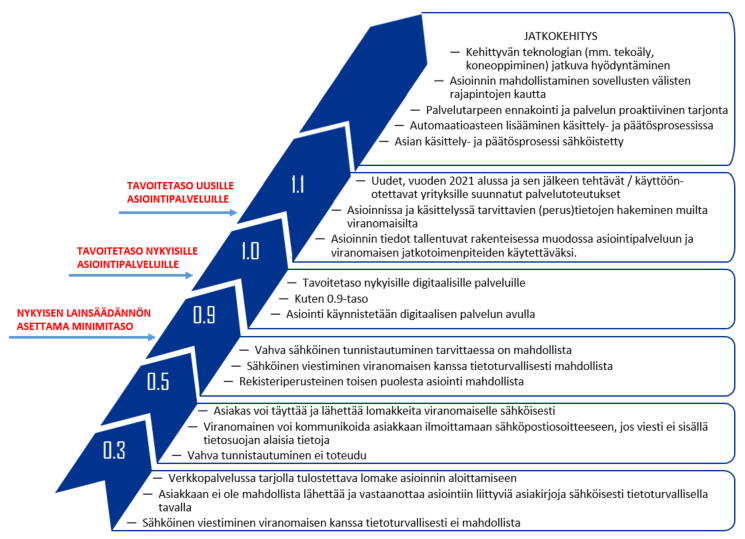 JATKOKEHITYS
— Kehittyvän teknologian (mm. tekoäly,
koneoppiminen) jatkuva hyödyntäminen
— Asioinnin mahdollistaminen sovellusten välisten
rajapintojen kautta
— Palvelutarpeen ennakointi ja palvelun proaktiivinen tarjonta
— Automaatioasteen lisääminen käsittely- ja päätösprosessissa
— Asian käsittely- ja päätösprosessi sähköistetty
TAVOITETASO UUSILLE
ASIOINTIPALVELUILLE
1.1
— Uudet, vuoden 2021 alussa ja sen jälkeen tehtävät / käyttöön-
otettavat yrityksille suunnatut palvelutoteutukset
— Asioinnissa ja käsittelyssä tarvittavien (perus)tietojen hakeminen muilta
viranomaisilta
— Asioinnin tiedot tallentuvat rakenteisessa muodossa asiointipalveluun ja
viranomaisen jatkotoimenpiteiden käytettäväksi.
TAVOITETASO NYKYISILLE
ASIOINTIPALVELUILLE
1.0
— Tavoitetaso nykyisille digitaalisille palveluille
— Kuten 0.9-taso
— Asiointi käynnistetään digitaalisen palvelun avulla
NYKYISEN LAINSÄÄDÄNNÖN
ASETTAMA MINIMITASO
0.9
— Vahva sähköinen tunnistautuminen tarvittaessa on mahdollista
— Sähköinen viestiminen viranomaisen kanssa tietoturvallisesti mahdollista
— Rekisteriperusteinen toisen puolesta asiointi mahdollista
0.5
— Asiakas voi täyttää ja lähettää lomakkeita viranomaiselle sähköisesti
— Viranomainen voi kommunikoida asiakkaan ilmoittamaan sähköpostiosoitteeseen, jos viesti ei sisällä
tietosuojan alaisia tietoja
— Vahva tunnistautuminen ei toteudu
0.3
— Verkkopalvelussa tarjolla tulostettava lomake asioinnin aloittamiseen
— Asiakkaan ei ole mahdollista lähettää ja vastaanottaa asiointiin liittyviä asiakirjoja sähköisesti tietoturvallisella
tavalla
— Sähköinen viestiminen viranomaisen kanssa tietoturvallisesti ei mahdollista